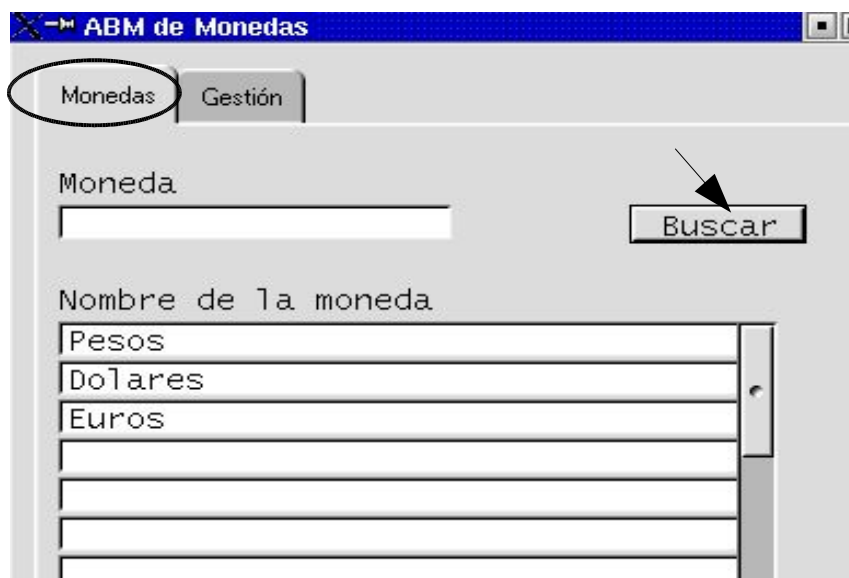 ABM de Monedas
Monedas Gestión
Moneda
Buscar
Nombre de la moneda
Pesos
Dolares
Euros